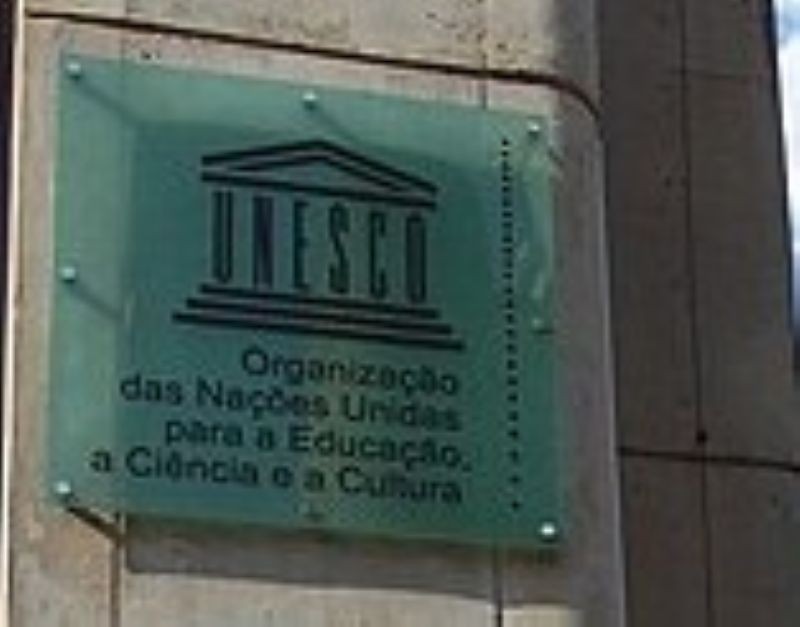 UNESCO
Organização
das Nações Unidas
para a Educação,
a Ciência e a Cultura